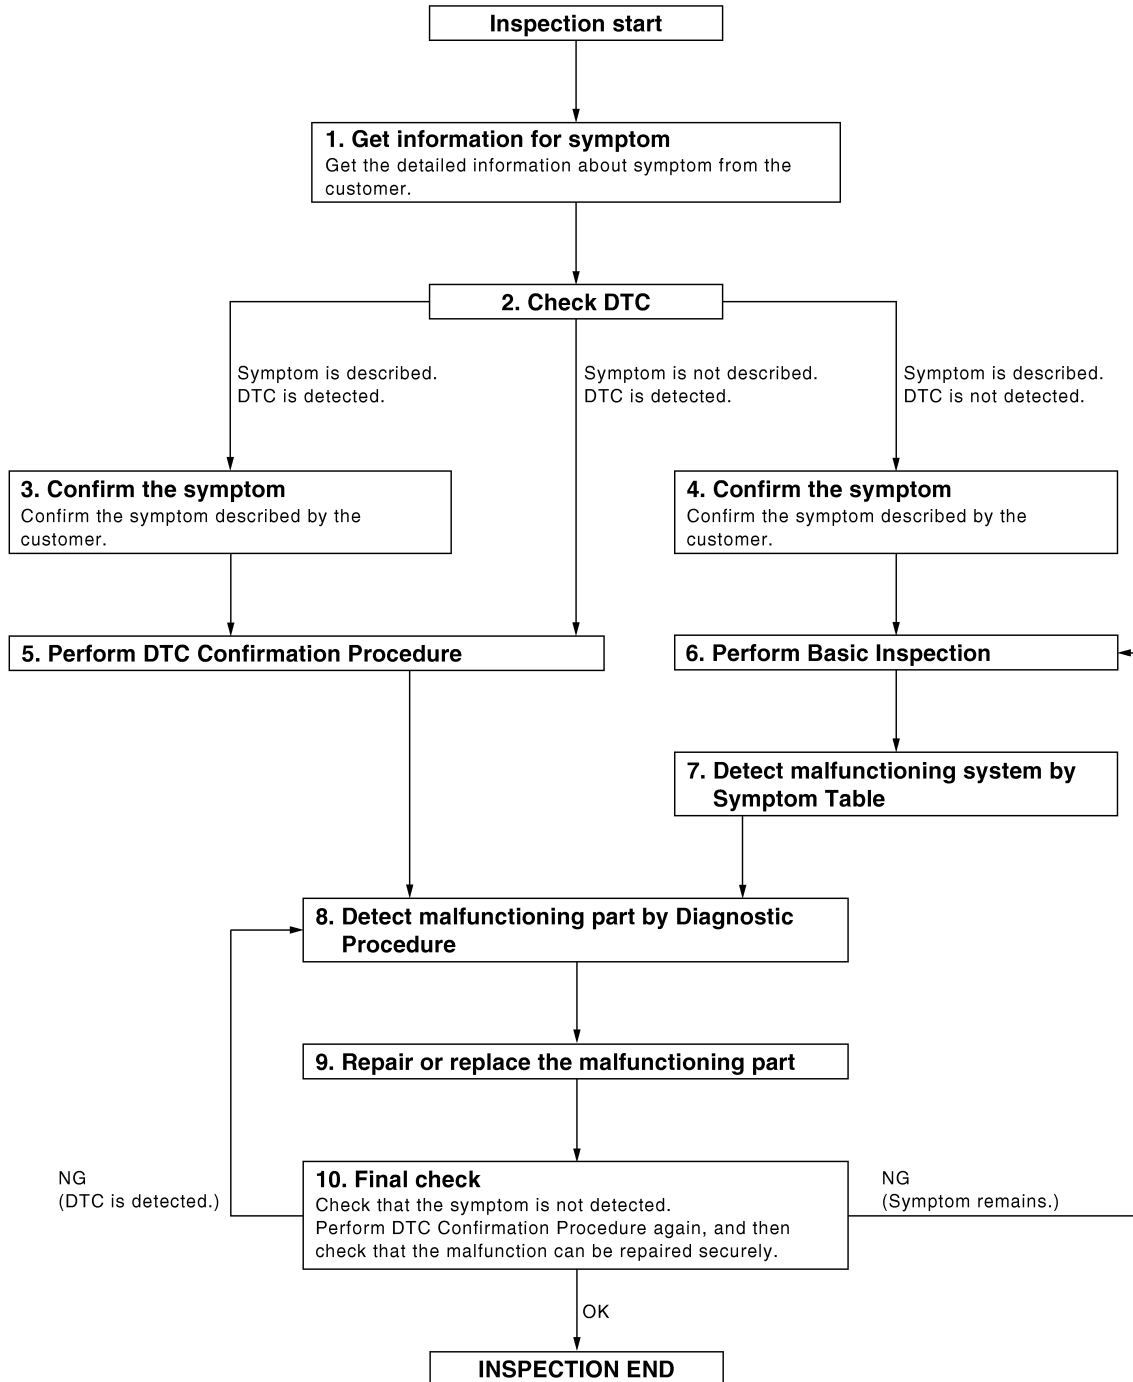 Inspection start
1. Get information for symptom
Get the detailed information about symptom from the
customer.
2. Check DTC
Symptom is described.
DTC is detected.
Symptom is not described.
DTC is detected.
Symptom is described.
DTC is not detected.
3. Confirm the symptom
Confirm the symptom described by the
customer.
4. Confirm the symptom
Confirm the symptom described by the
customer.
5. Perform DTC Confirmation Procedure
6. Perform Basic Inspection
7. Detect malfunctioning system by
Symptom Table
8. Detect malfunctioning part by Diagnostic
Procedure
9. Repair or replace the malfunctioning part
NG
(DTC is detected.)
10. Final check
Check that the symptom is not detected.
Perform DTC Confirmation Procedure again, and then
check that the malfunction can be repaired securely.
NG
(Symptom remains.)
OK
INSPECTION END